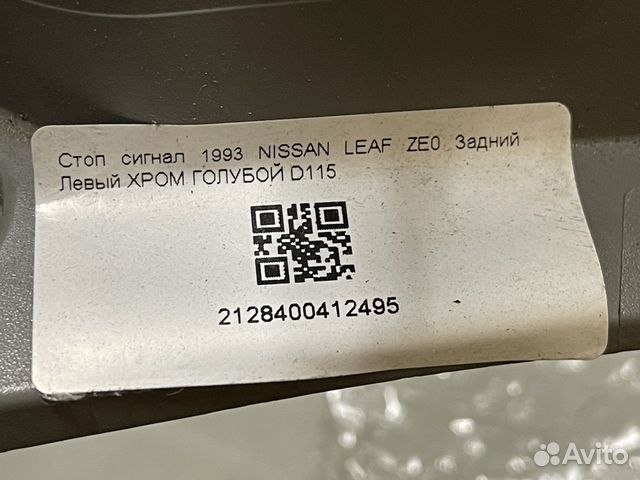 Стоп сигнал 1993 NISSAN LEAF ZE0 Задний
Левый ХРОМ ГОЛУБОЙ D115
2128400412495
Avito